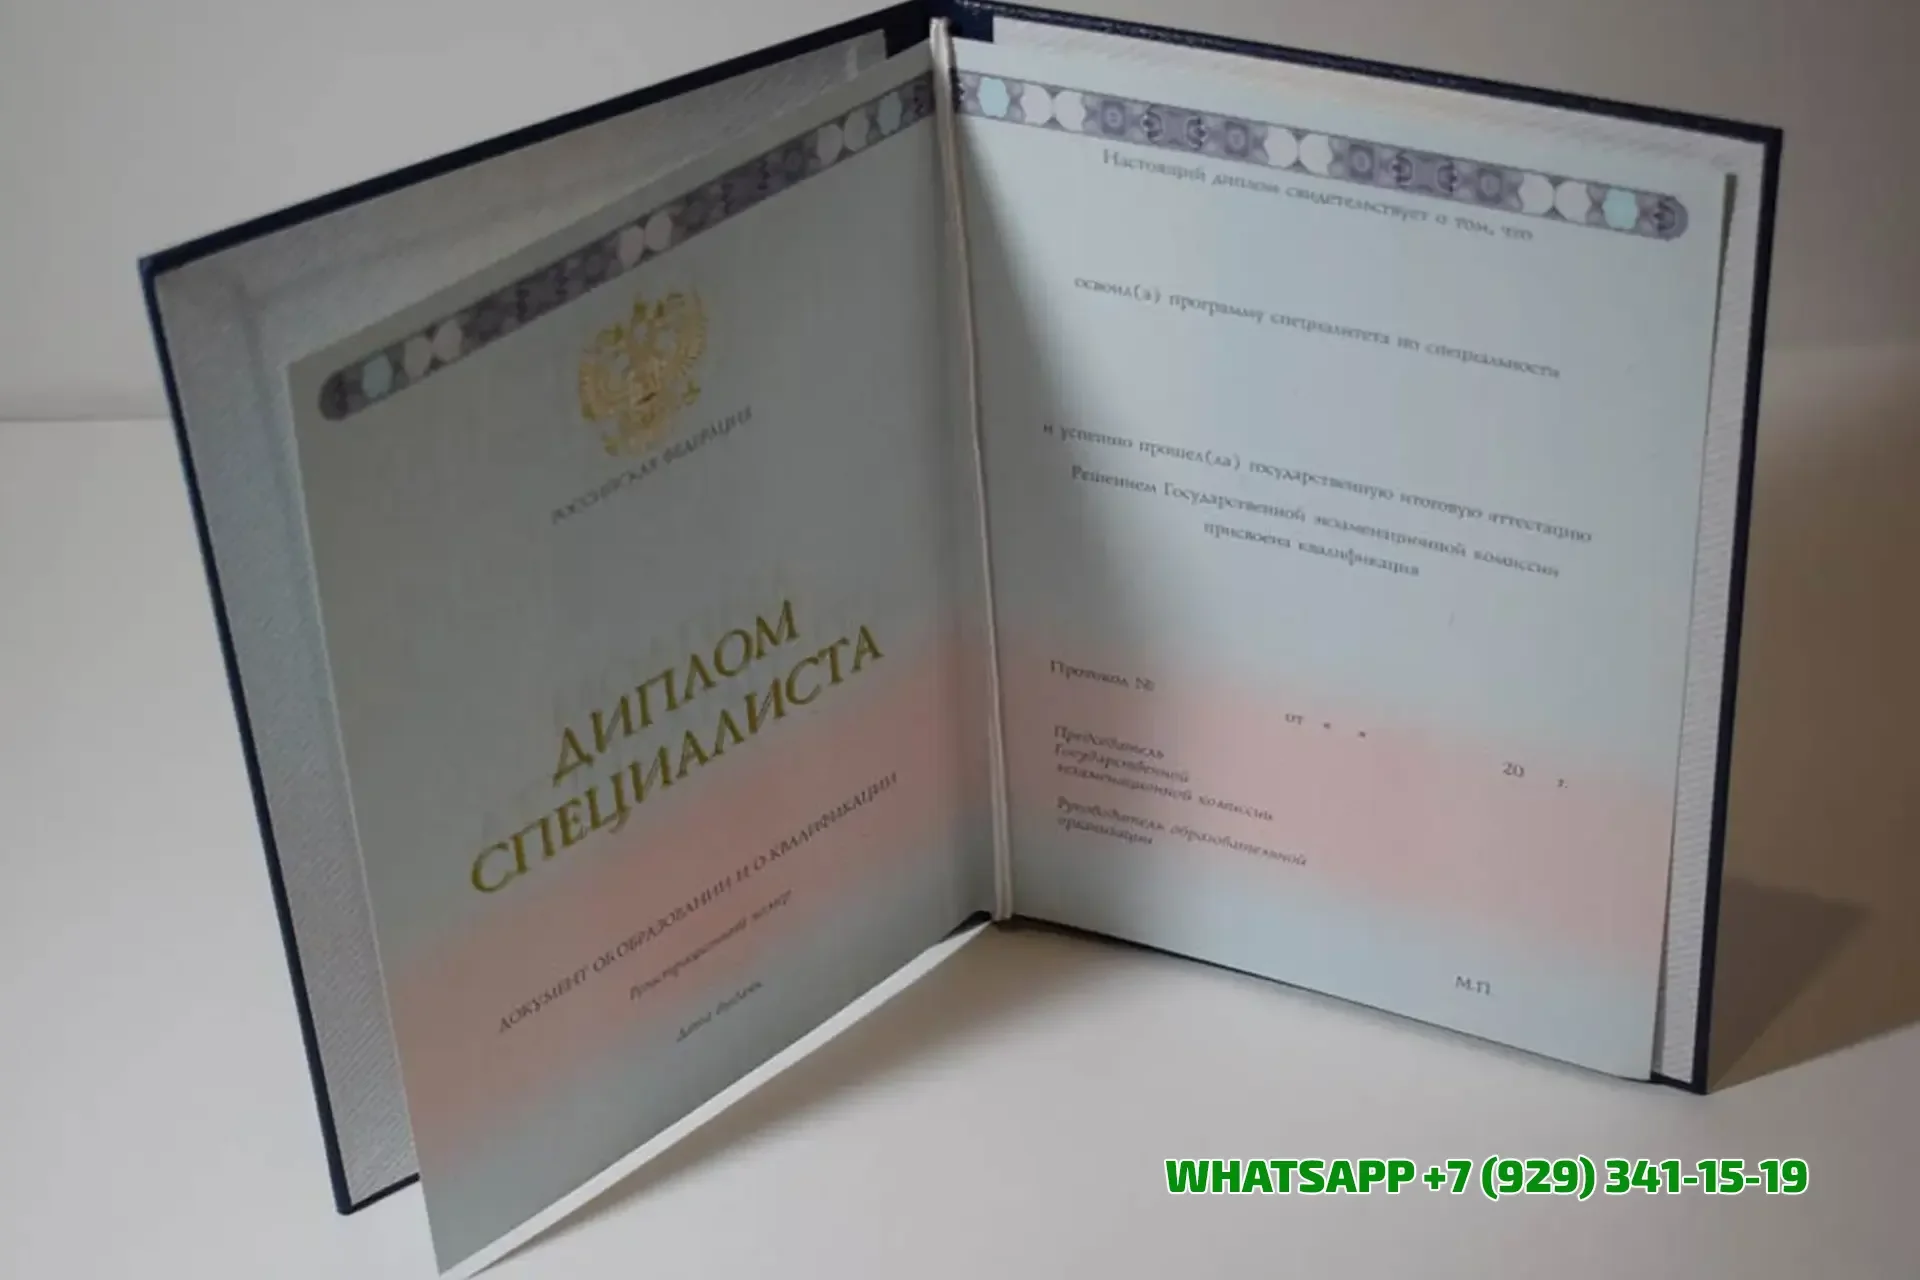 РОССИЙСКАЯ ФЕДЕРАЦИЯ
ДИПЛОМ
СПЕЦИАЛИСТА
ДОКУМЕНТ ОБ ОБРАЗОВАНИИ И О КВАЛИФИКАЦИИ
Регистрационный номер
Дата выдачи
Настоящий диплом свидетельствует о том, что
освоил(а) программу специалитета по специальности
и успешно прошел(ла) государственную итоговую аттестацию
Решением Государственной экзаменационной комиссии
присвоена квалификация
Протокол №
от « »
20 г.
Председатель
Государственной
экзаменационной комиссии
Руководитель образовательной
организации
М.П.
WHATSAPP +7 (929) 341-15-19